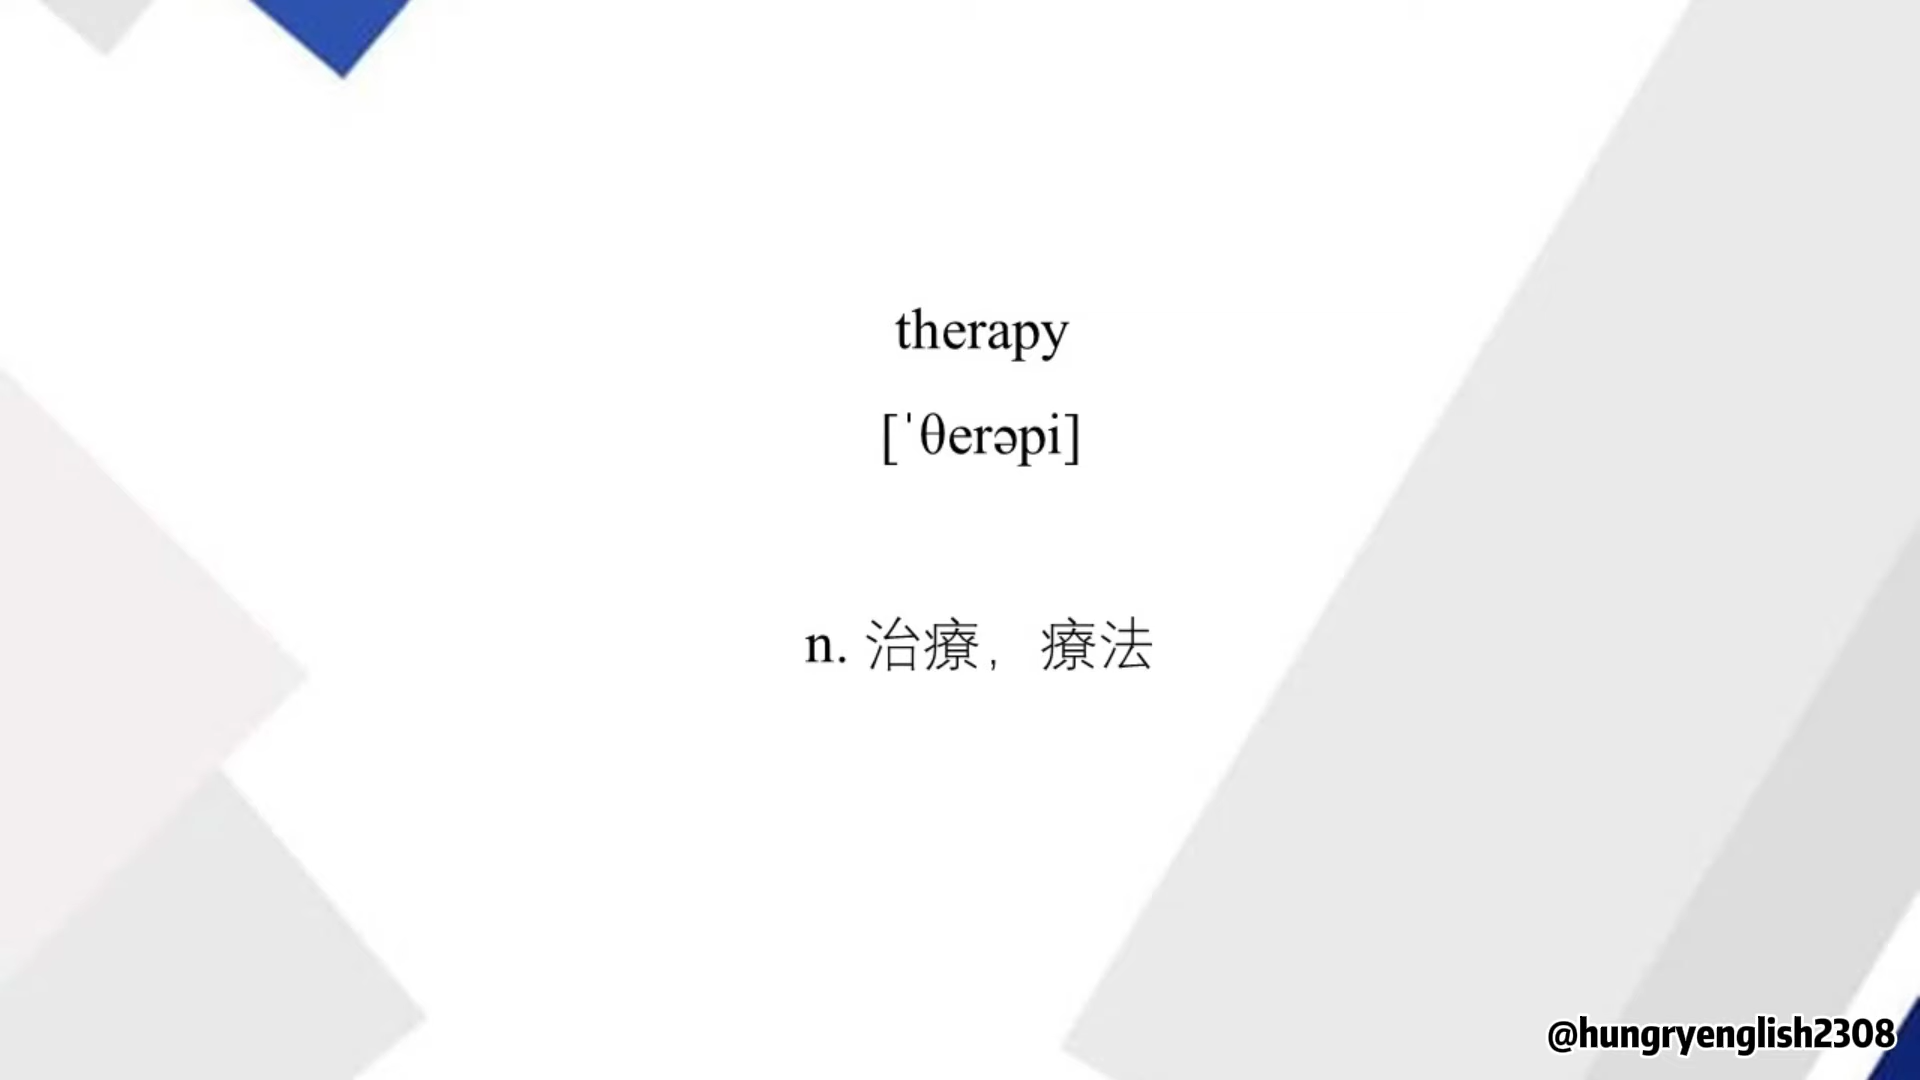 therapy
[ˈθerəpi]
n. 治療，療法
@hungryenglish2308